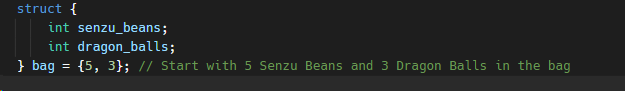 struct {
    int senzu_beans;
    int dragon_balls;
} bag = {5, 3}; // Start with 5 Senzu Beans and 3 Dragon Balls in the bag